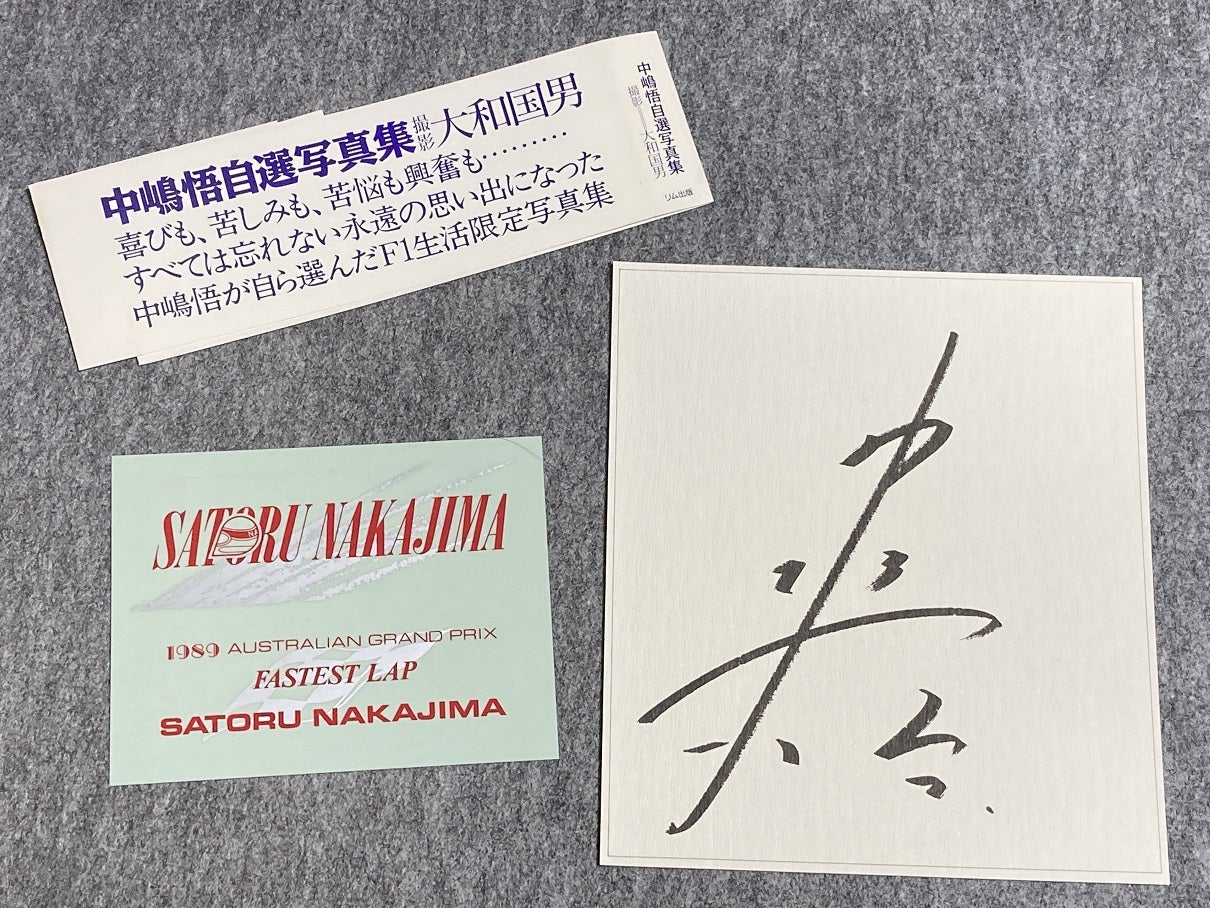 中嶋悟自選写真集 撮影 大和国男
喜びも、苦しみも、苦悩も興奮も………
すべては忘れない永遠の思い出になった
中嶋悟が自ら選んだF1生活限定写真集
中嶋悟自選写真集
撮影――大和国男
リム出版
SATORU NAKAJIMA
1989 AUSTRALIAN GRAND PRIX
FASTEST LAP
SATORU NAKAJIMA